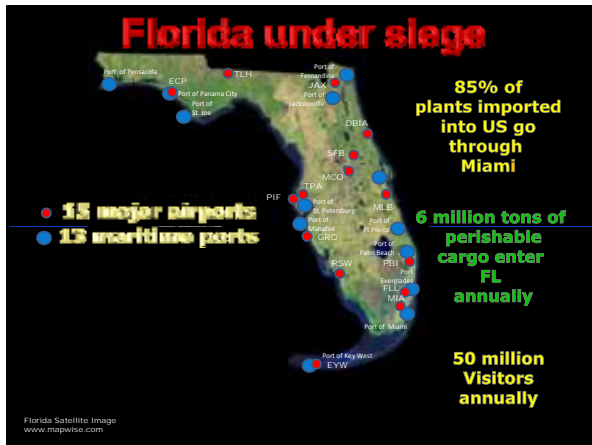 Florida under siege
Port of Pensacola
ECP
Port of Panama City
Port of
St. Joe
TLH
Port of
Fernandina
JAX
Port of
Jacksonville
DBIA
SFB
MCO
TPA
PIF
Port of
St. Petersburg
Port of
Manatee
GRO
MLB
Port of
Ft Pierce
Port of
Palm Beach
PBI
RSW
Port
Everglades
FLL
MIA
Port of Miami
Port of Key West
EYW
15 major airports
13 maritime ports
85% of
plants imported
into US go
through
Miami
6 million tons of
perishable
cargo enter
FL
annually
50 million
Visitors
annually
Florida Satellite Image
www.mapwise.com